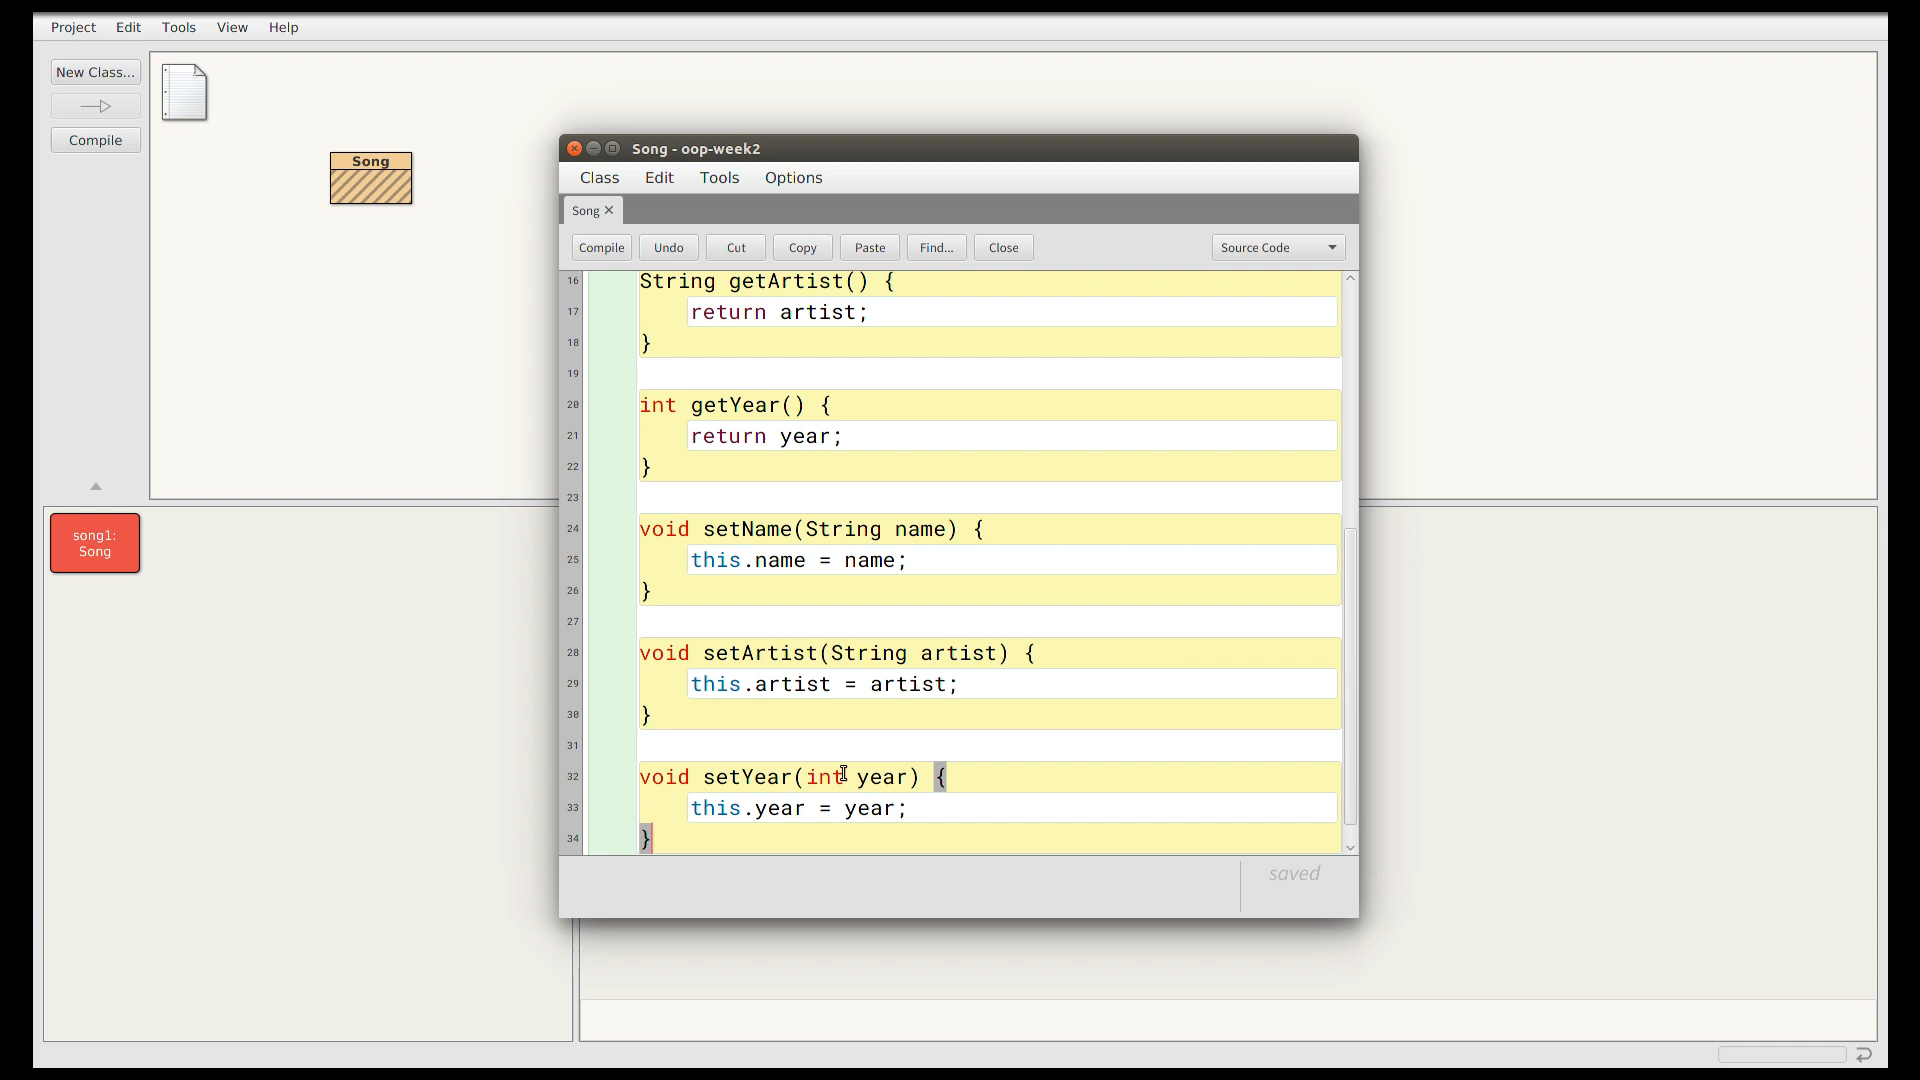 Project Edit Tools View Help
New Class...
Compile
Song
song1:
Song
Song - oop-week2
Class Edit Tools Options
Song
Compile Undo Cut Copy Paste Find... Close Source Code
16 String getArtist() {
17 return artist;
18 }
19
20 int getYear() {
21 return year;
22 }
23
24 void setName(String name) {
25 this.name = name;
26 }
27
28 void setArtist(String artist) {
29 this.artist = artist;
30 }
31
32 void setYear(int year) {
33 this.year = year;
34 }
saved